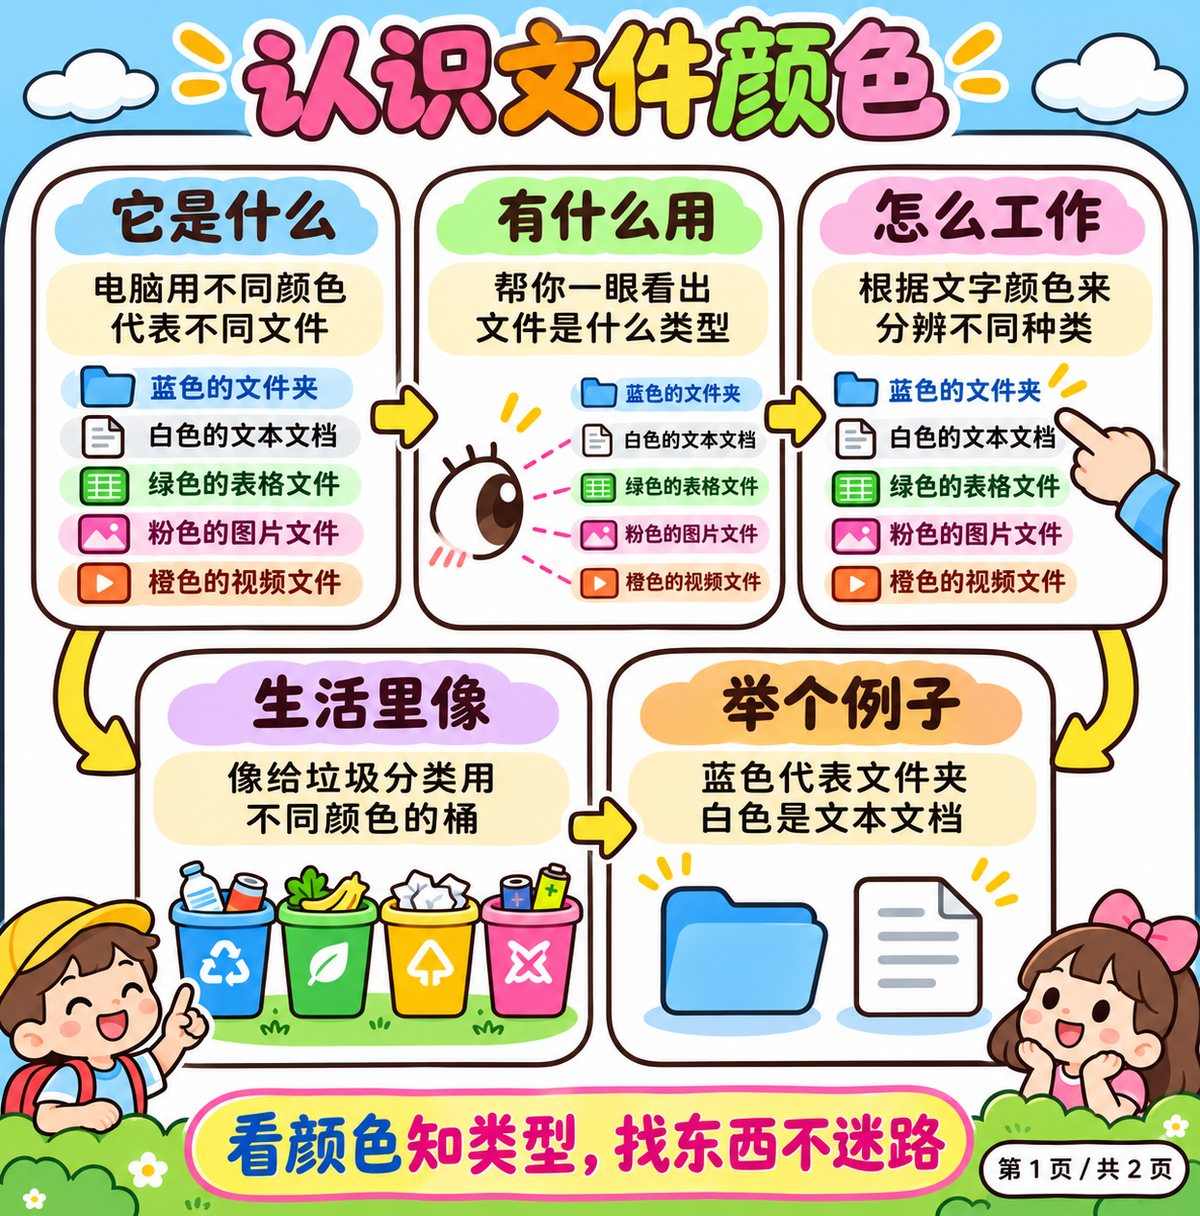 认识文件颜色
它是什么
电脑用不同颜色
代表不同文件
蓝色的文件夹
白色的文本文档
绿色的表格文件
粉色的图片文件
橙色的视频文件
有什么用
帮你一眼看出
文件是什么类型
蓝色的文件夹
白色的文本文档
绿色的表格文件
粉色的图片文件
橙色的视频文件
怎么工作
根据文字颜色来
分辨不同种类
蓝色的文件夹
白色的文本文档
绿色的表格文件
粉色的图片文件
橙色的视频文件
生活里像
像给垃圾分类用
不同颜色的桶
举个例子
蓝色代表文件夹
白色是文本文档
看颜色知类型，找东西不迷路
第1页/共2页